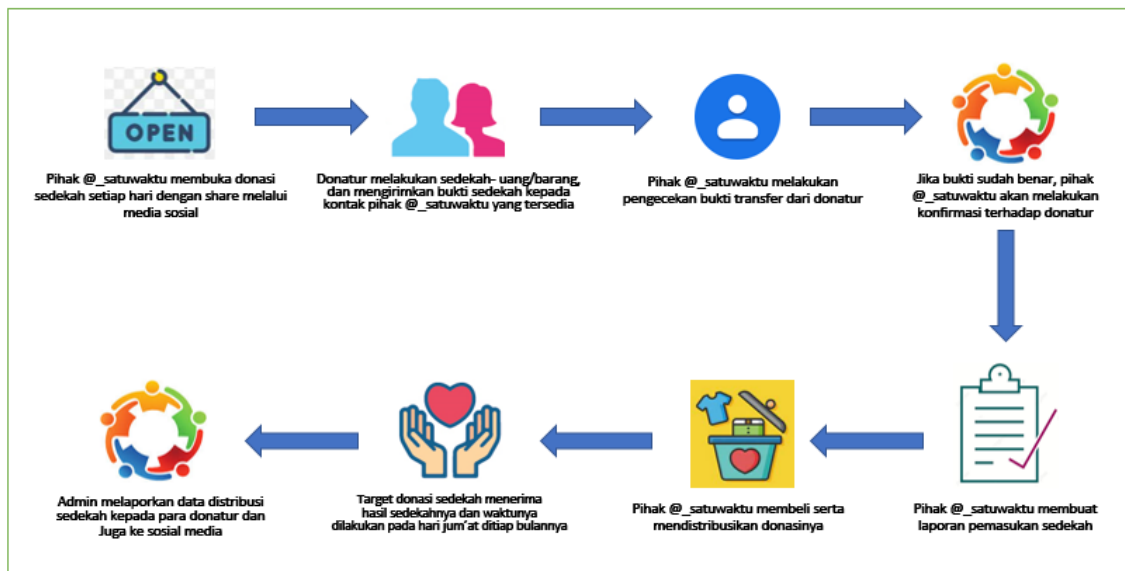 OPEN
Pihak @_satuwaktu membuka donasi
sedekah setiap hari dengan share melalui
media sosial
Donatur melakukan sedekah- uang/barang,
dan mengirimkan bukti sedekah kepada
kontak pihak @_satuwaktu yang tersedia
Pihak @_satuwaktu melakukan
pengecekan bukti transfer dari donatur
Jika bukti sudah benar, pihak
@_satuwaktu akan melakukan
konfirmasi terhadap donatur
Pihak @_satuwaktu membuat
laporan pemasukan sedekah
Pihak @_satuwaktu membeli serta
mendistribusikan donasinya
Target donasi sedekah menerima
hasil sedekahnya dan waktunya
dilakukan pada hari jum'at ditiap bulannya
Admin melaporkan data distribusi
sedekah kepada para donatur dan
Juga ke sosial media